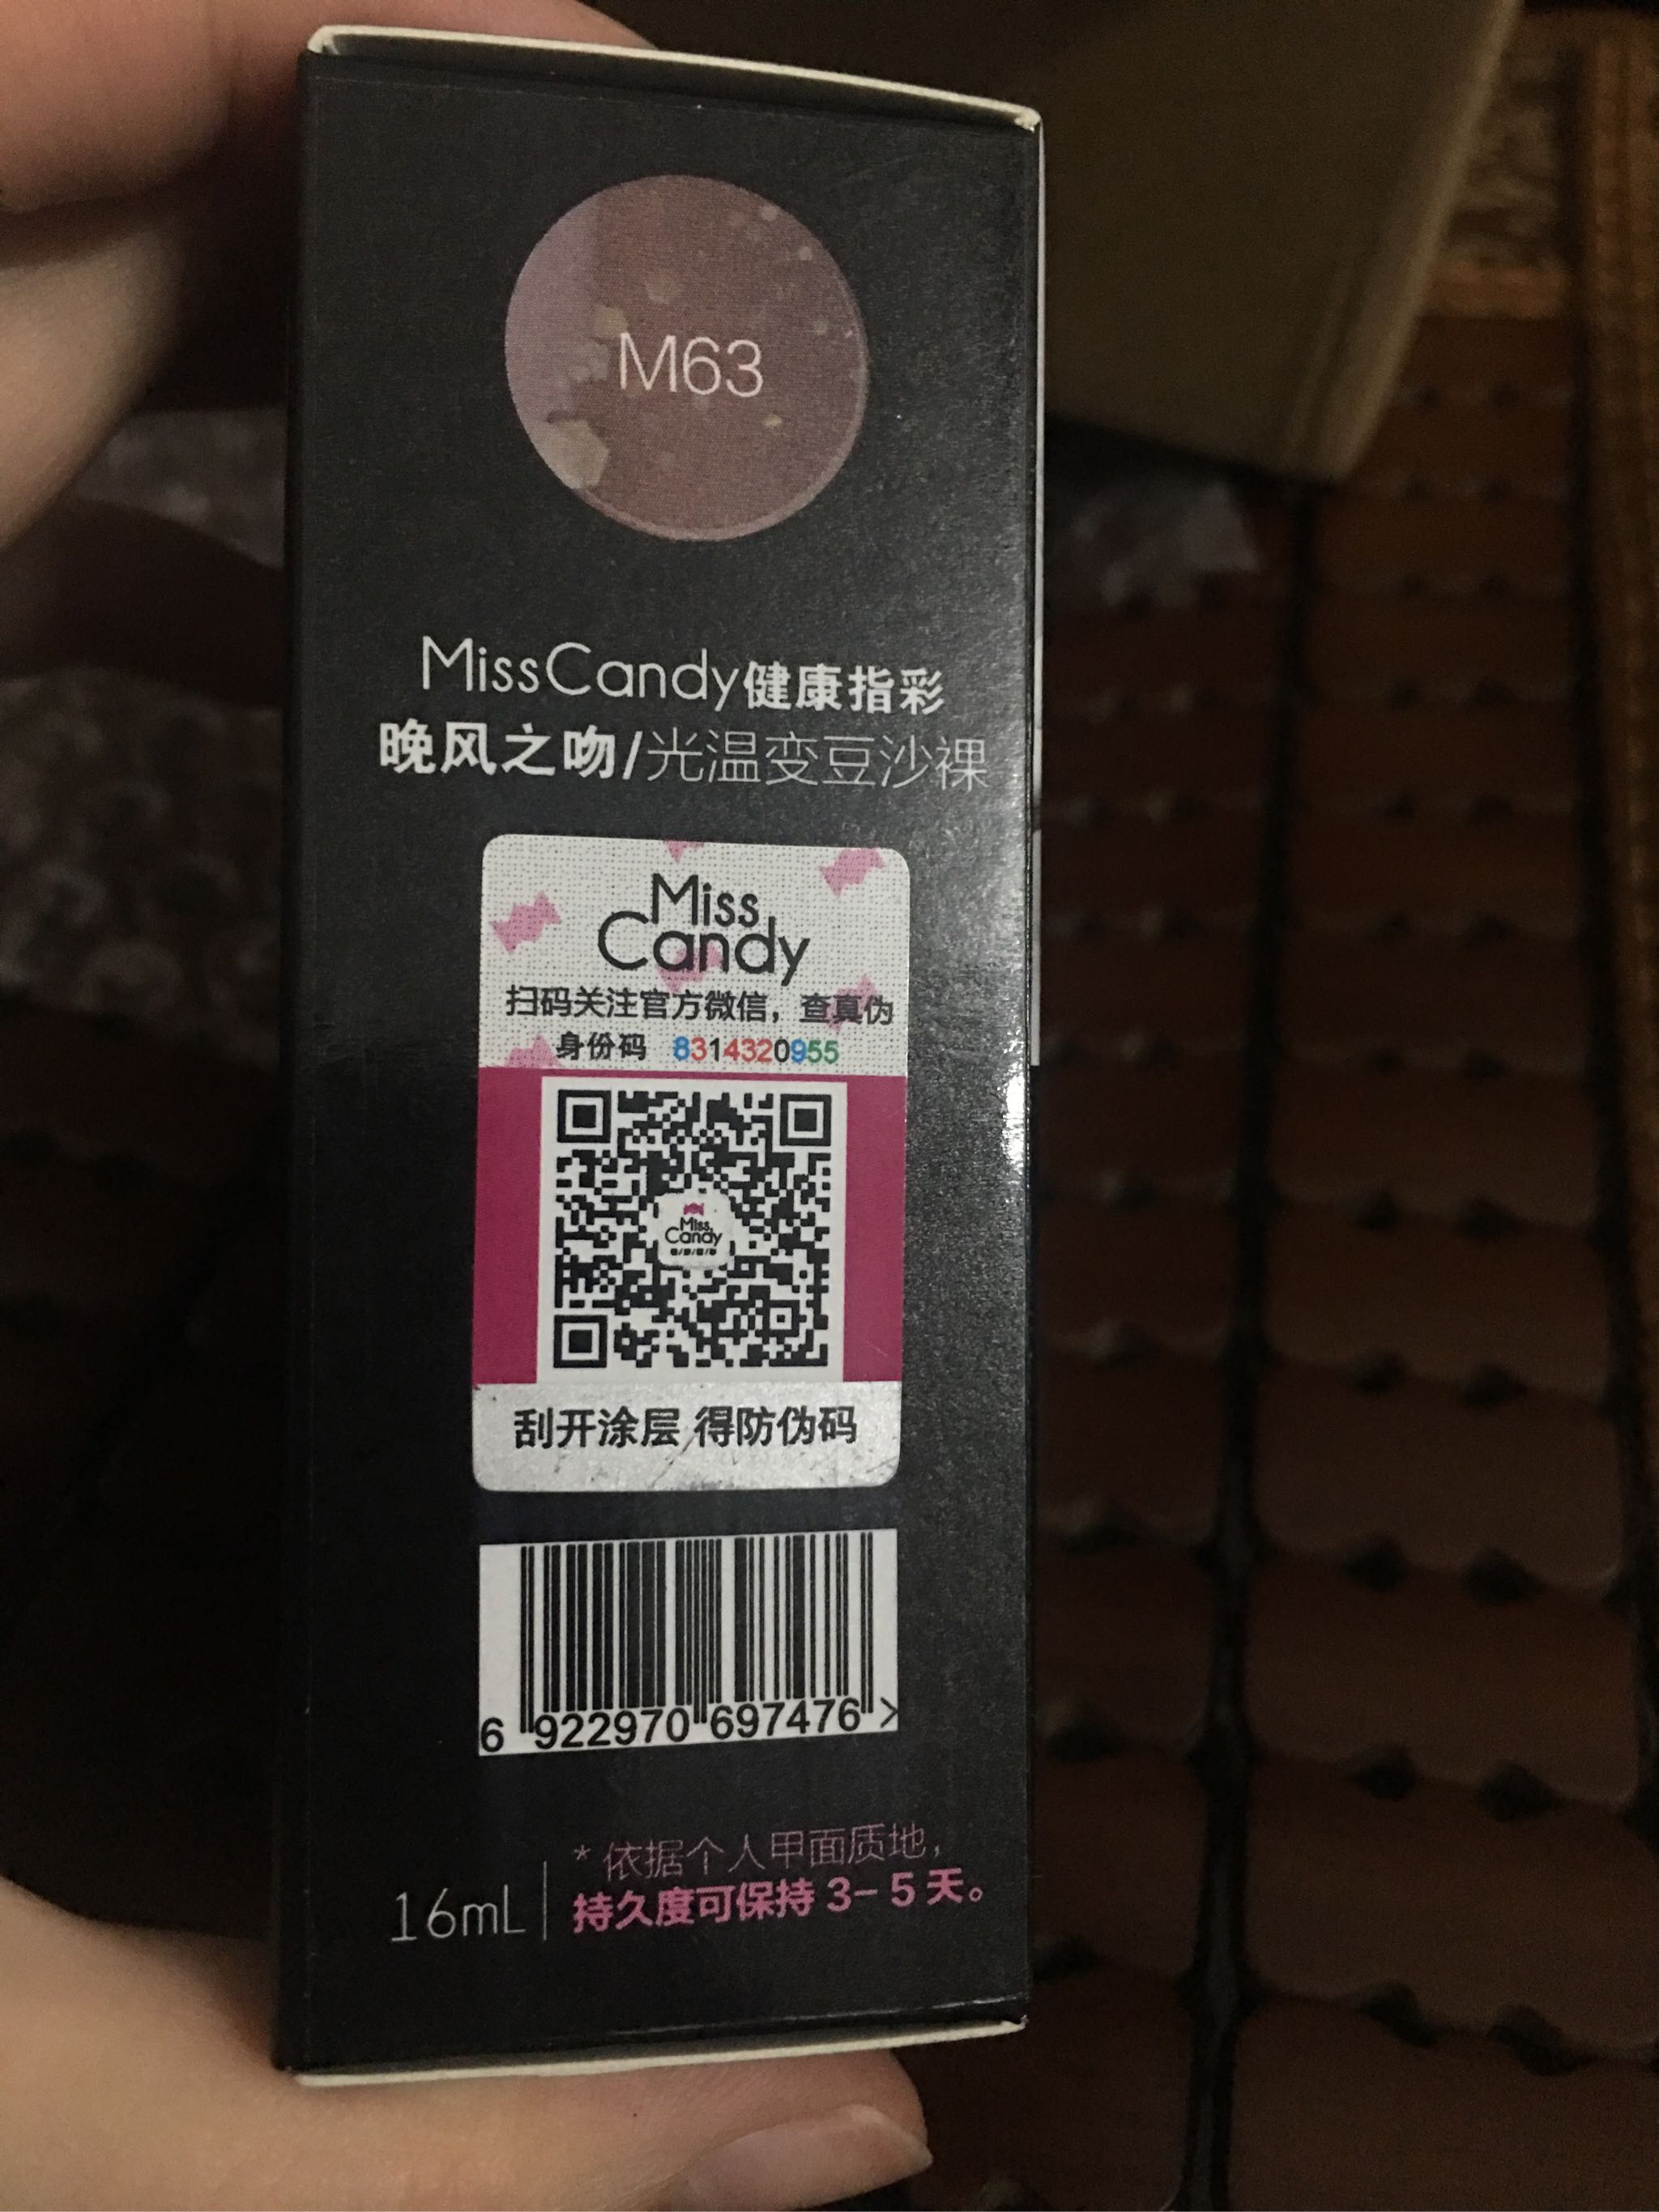 M63
MissCandy健康指彩
晚风之吻/光温变豆沙裸
Miss
Candy
扫码关注官方微信，查真伪
身份码 8314320955
Miss
Candy
刮开涂层 得防伪码
6 922970 697476 >
* 依据个人甲面质地，
16mL 持久度可保持 3-5 天。